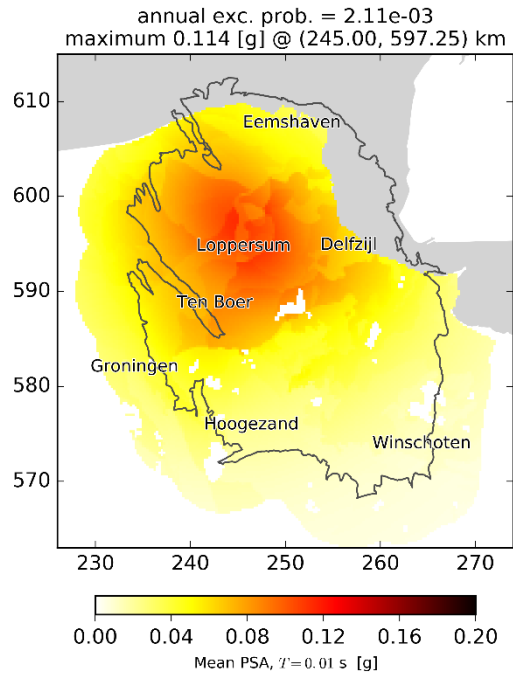 annual exc. prob. = 2.11e-03
maximum 0.114 [g] @ (245.00, 597.25) km
610
Eemshaven
600
Loppersum
Delfzijl
590
Ten Boer
Groningen
580
Hoogezand
Winschoten
570
230 240 250 260 270
0.00 0.04 0.08 0.12 0.16 0.20
Mean PSA, T=0.01 s [g]